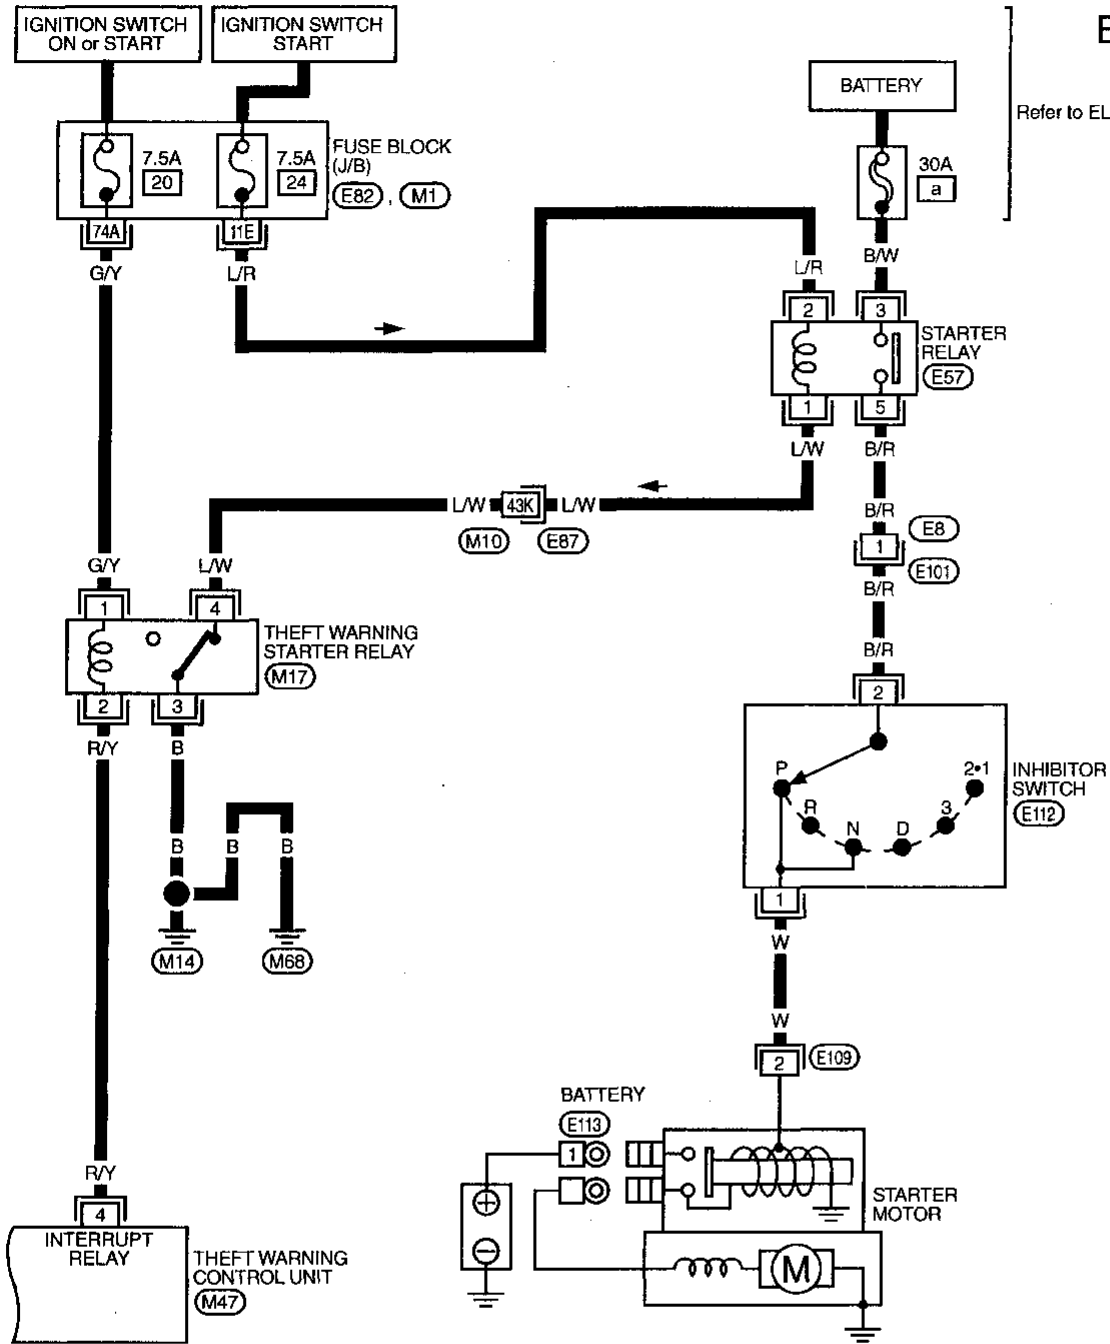 IGNITION SWITCH
ON or START
IGNITION SWITCH
START
E
BATTERY
Refer to EL
7.5A
20
7.5A
24
FUSE BLOCK
(J/B)
E82 , M1
30A
a
74A
11E
G/Y
L/R
L/R
B/W
2
3
STARTER
RELAY
E57
1
5
L/W
B/R
L/W
43K
L/W
M10
E87
B/R
E8
1
E101
B/R
G/Y
L/W
1
4
THEFT WARNING
STARTER RELAY
M17
2
3
R/Y
B
B
B
B
M14
M68
B/R
2
P
R
N
D
3
2•1
INHIBITOR
SWITCH
E112
1
W
W
2
E109
BATTERY
E113
1
+
−
STARTER
MOTOR
M
R/Y
4
INTERRUPT
RELAY
THEFT WARNING
CONTROL UNIT
M47